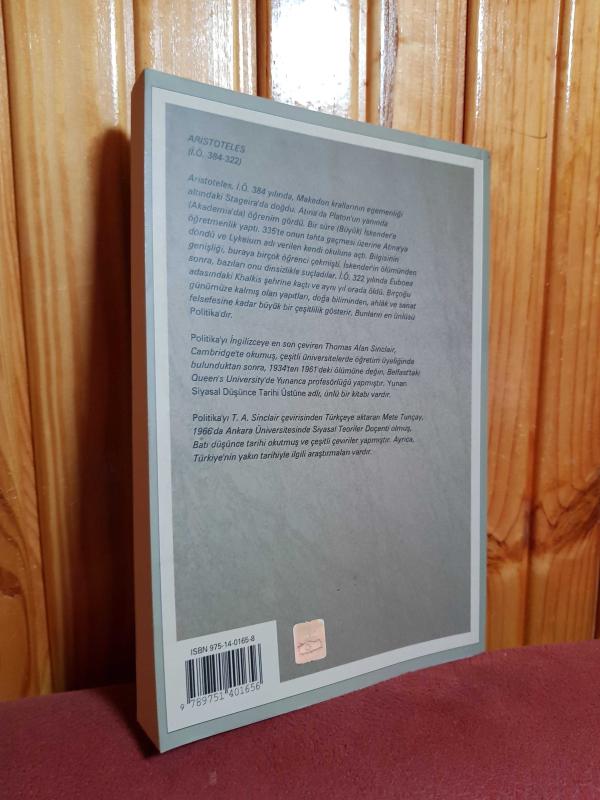 ARISTOTELES
(İ.Ö. 384-322)
Aristoteles, İ.Ö. 384 yılında, Makedon krallarının egemenliği
altındaki Stageira'da doğdu. Atina'da Platon'un yanında
(Akademia'da) öğrenim gördü. Bir süre (Büyük) İskender'e
öğretmenlik yaptı. 335'te onun tahta geçmesi üzerine Atina'ya
döndü ve Lykeium adı verilen kendi okulunu açtı. Bilgisinin
genişliği, buraya birçok öğrenci çekmişti. İskender'in ölümünden
sonra, bazıları onu dinsizlikle suçladılar. İ.Ö. 322 yılında Euboea
adasındaki Khalkis şehrine kaçtı ve aynı yıl orada öldü. Birçoğu
günümüze kalmış olan yapıtları, doğa biliminden, ahlâk ve sanat
felsefesine kadar büyük bir çeşitlilik gösterir. Bunların en ünlüsü
Politika'dır.
Politika'yı İngilizceye en son çeviren Thomas Alan Sinclair,
Cambridge'te okumuş, çeşitli üniversitelerde öğretim üyeliğinde
bulunduktan sonra, 1934'ten 1961'deki ölümüne değin, Belfast'taki
Queen's University'de Yunanca profesörlüğü yapmıştır. Yunan
Siyasal Düşünce Tarihi Üstüne adlı, ünlü bir kitabı vardır.
Politika'yı T. A. Sinclair çevirisinden Türkçeye aktaran Mete Tunçay,
1966'da Ankara Üniversitesinde Siyasal Teoriler Doçenti olmuş,
Batı düşünce tarihi okutmuş ve çeşitli çeviriler yapmıştır. Ayrıca,
Türkiye'nin yakın tarihiyle ilgili araştırmaları vardır.
ISBN 975-14-0165-8
9 789751 401656